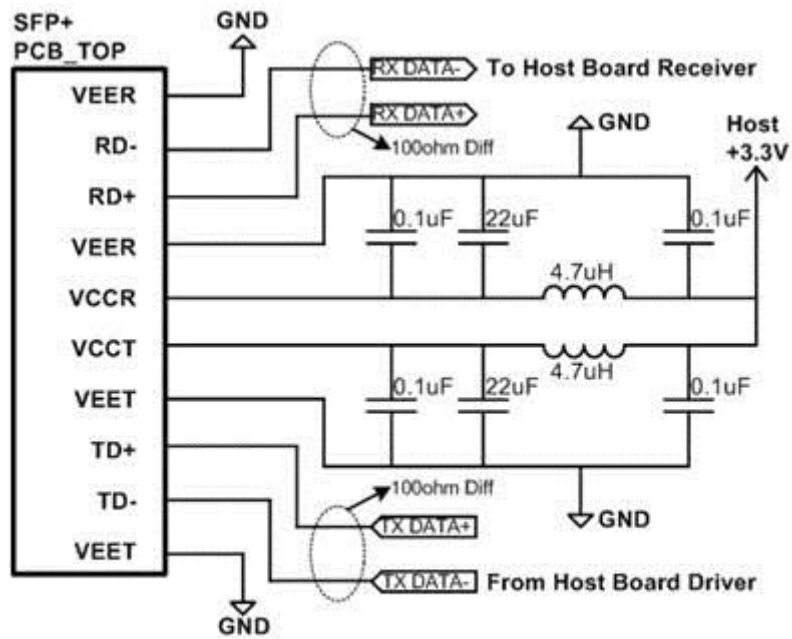 SFP+
PCB_TOP
GND
VEER
RD-
RD+
VEER
VCCR
VCCT
VEET
TD+
TD-
VEET
GND
RX DATA-
To Host Board Receiver
RX DATA+
100ohm Diff
GND
Host
+3.3V
0.1uF
22uF
0.1uF
4.7uH
4.7uH
0.1uF
22uF
0.1uF
100ohm Diff
GND
TX DATA+
TX DATA-
From Host Board Driver